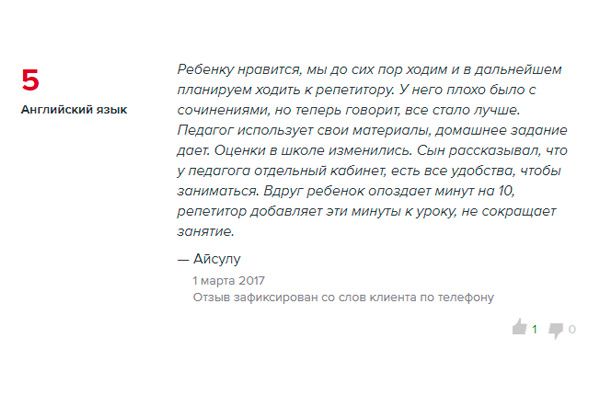 5
Английский язык
Ребенку нравится, мы до сих пор ходим и в дальнейшем
планируем ходить к репетитору. У него плохо было с
сочинениями, но теперь говорит, все стало лучше.
Педагог использует свои материалы, домашнее задание
дает. Оценки в школе изменились. Сын рассказывал, что
у педагога отдельный кабинет, есть все удобства, чтобы
заниматься. Вдруг ребенок опоздает минут на 10,
репетитор добавляет эти минуты к уроку, не сокращает
занятие.
— Айсулу
1 марта 2017
Отзыв зафиксирован со слов клиента по телефону
1 0